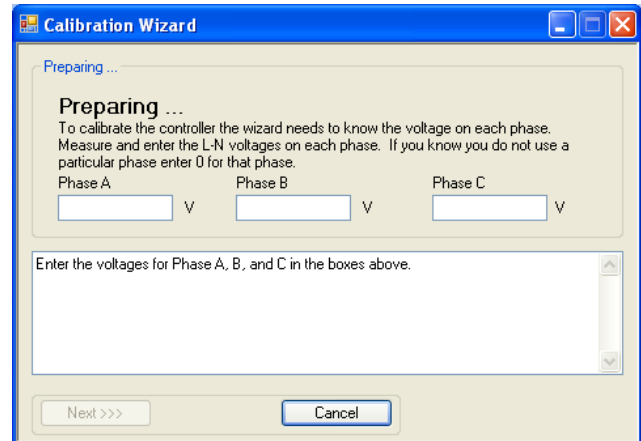 Calibration Wizard
Preparing ...
Preparing ...
To calibrate the controller the wizard needs to know the voltage on each phase.
Measure and enter the L-N voltages on each phase. If you know you do not use a
particular phase enter 0 for that phase.
Phase A Phase B Phase C
V V V
Enter the voltages for Phase A, B, and C in the boxes above.
Next >>> Cancel